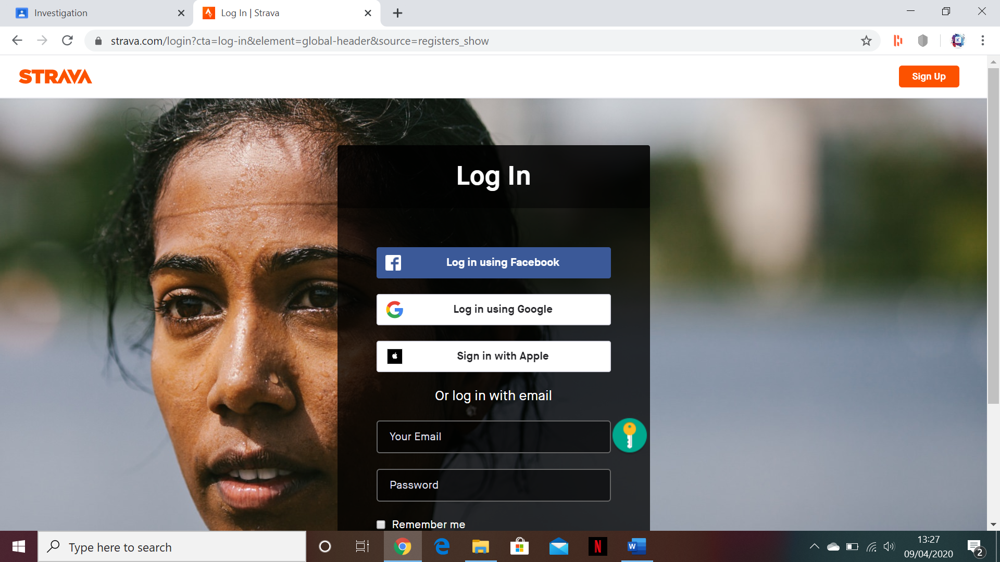 Investigation
Log In | Strava
strava.com/login?cta=log-in&element=global-header&source=registers_show
STRAVA
Sign Up
Log In
Log in using Facebook
Log in using Google
Sign in with Apple
Or log in with email
Your Email
Password
Remember me
Type here to search
13:27
09/04/2020
2